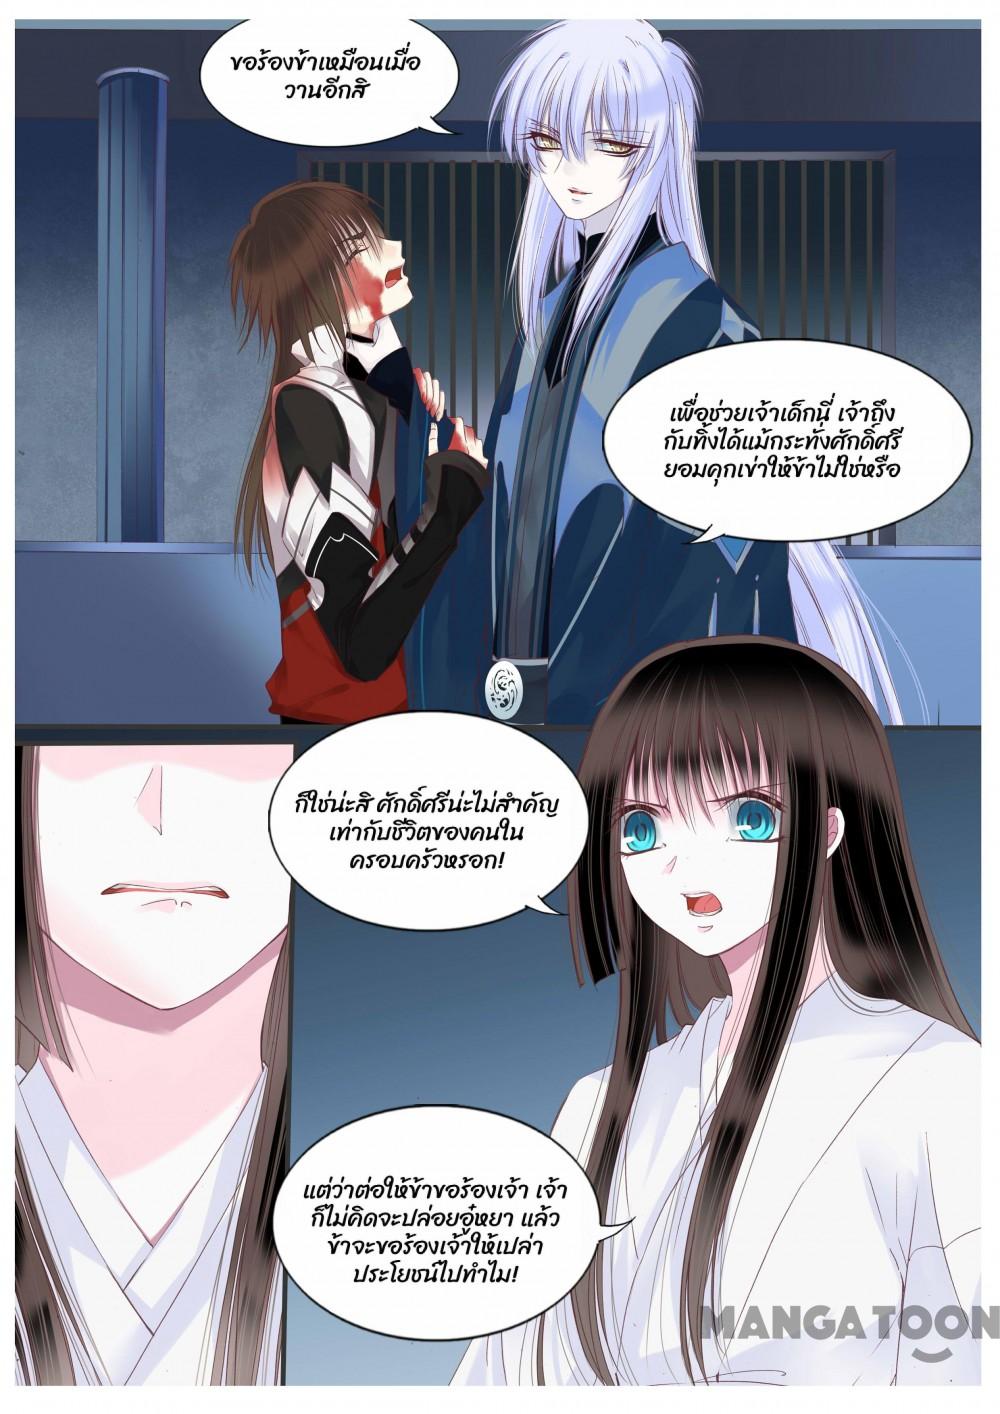 ขอร้องข้าเหมือนเมื่อ
วานอีกสิ
เพื่อช่วยเจ้าเด็กนี่ เจ้าถึง
กับทิ้งได้แม้กระทั่งศักดิ์ศรี
ยอมคุกเข่าให้ข้าไม่ใช่หรือ
ก็ใช่น่ะสิ ศักดิ์ศรีน่ะไม่สำคัญ
เท่ากับชีวิตของคนใน
ครอบครัวหรอก!
แต่ว่าต่อให้ข้าขอร้องเจ้า เจ้า
ก็ไม่คิดจะปล่อยอู๋หยา แล้ว
ข้าจะขอร้องเจ้าให้เปล่า
ประโยชน์ไปทำไม!
MANGATOON